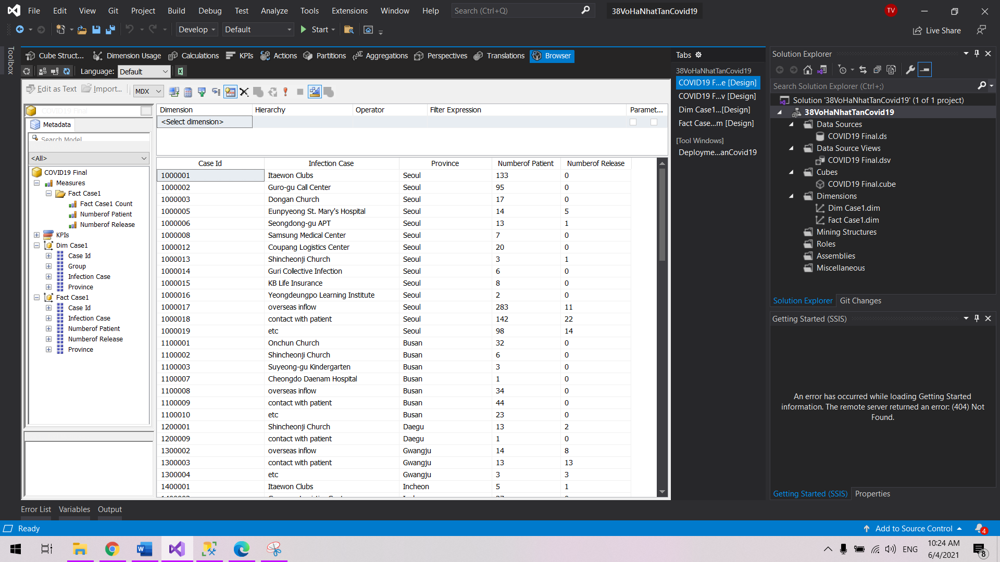 File Edit View Git Project Build Debug Test Analyze Tools Extensions Window Help Search (Ctrl+Q) 38VoHaNhatTanCovid19 TV
Develop Default Start Live Share
Toolbox
Cube Struct... Dimension Usage Calculations KPIs Actions Partitions Aggregations Perspectives Translations Browser
Language: Default
Edit as Text Import... MDX
COVID19 Final
Metadata
Search Model
<All>
COVID19 Final
Measures
Fact Case1
Fact Case1 Count
Numberof Patient
Numberof Release
KPIs
Dim Case1
Case Id
Group
Infection Case
Province
Fact Case1
Case Id
Infection Case
Numberof Patient
Numberof Release
Province
Dimension Hierarchy Operator Filter Expression Paramet...
<Select dimension>
Case Id Infection Case Province Numberof Patient Numberof Release
1000001 Itaewon Clubs Seoul 133 0
1000002 Guro-gu Call Center Seoul 95 0
1000003 Dongan Church Seoul 17 0
1000005 Eunpyeong St. Mary's Hospital Seoul 14 5
1000006 Seongdong-gu APT Seoul 13 1
1000008 Samsung Medical Center Seoul 7 0
1000012 Coupang Logistics Center Seoul 20 0
1000013 Shincheonji Church Seoul 3 1
1000014 Guri Collective Infection Seoul 6 0
1000015 KB Life Insurance Seoul 8 0
1000016 Yeongdeungpo Learning Institute Seoul 2 0
1000017 overseas inflow Seoul 283 11
1000018 contact with patient Seoul 142 22
1000019 etc Seoul 98 14
1100001 Onchun Church Busan 32 0
1100002 Shincheonji Church Busan 6 0
1100003 Suyeong-gu Kindergarten Busan 3 0
1100007 Cheongdo Daenam Hospital Busan 1 0
1100008 overseas inflow Busan 34 0
1100009 contact with patient Busan 44 0
1100010 etc Busan 23 0
1200001 Shincheonji Church Daegu 13 2
1200009 contact with patient Daegu 1 0
1300002 overseas inflow Gwangju 14 8
1300003 contact with patient Gwangju 13 13
1300004 etc Gwangju 3 3
1400001 Itaewon Clubs Incheon 5 1
Tabs
38VoHaNhatTanCovid19
COVID19 F...e [Design]
COVID19 F...v [Design]
Dim Case1...[Design]
Fact Case...m [Design]
[Tool Windows]
Deployme...anCovid19
Solution Explorer
Search Solution Explorer (Ctrl+;)
Solution '38VoHaNhatTanCovid19' (1 of 1 project)
38VoHaNhatTanCovid19
Data Sources
COVID19 Final.ds
Data Source Views
COVID19 Final.dsv
Cubes
COVID19 Final.cube
Dimensions
Dim Case1.dim
Fact Case1.dim
Mining Structures
Roles
Assemblies
Miscellaneous
Solution Explorer Git Changes
Getting Started (SSIS)
An error has occurred while loading Getting Started
information. The remote server returned an error: (404) Not
Found.
Getting Started (SSIS) Properties
Error List Variables Output
Ready Add to Source Control 4
ENG 10:24 AM
6/4/2021 8